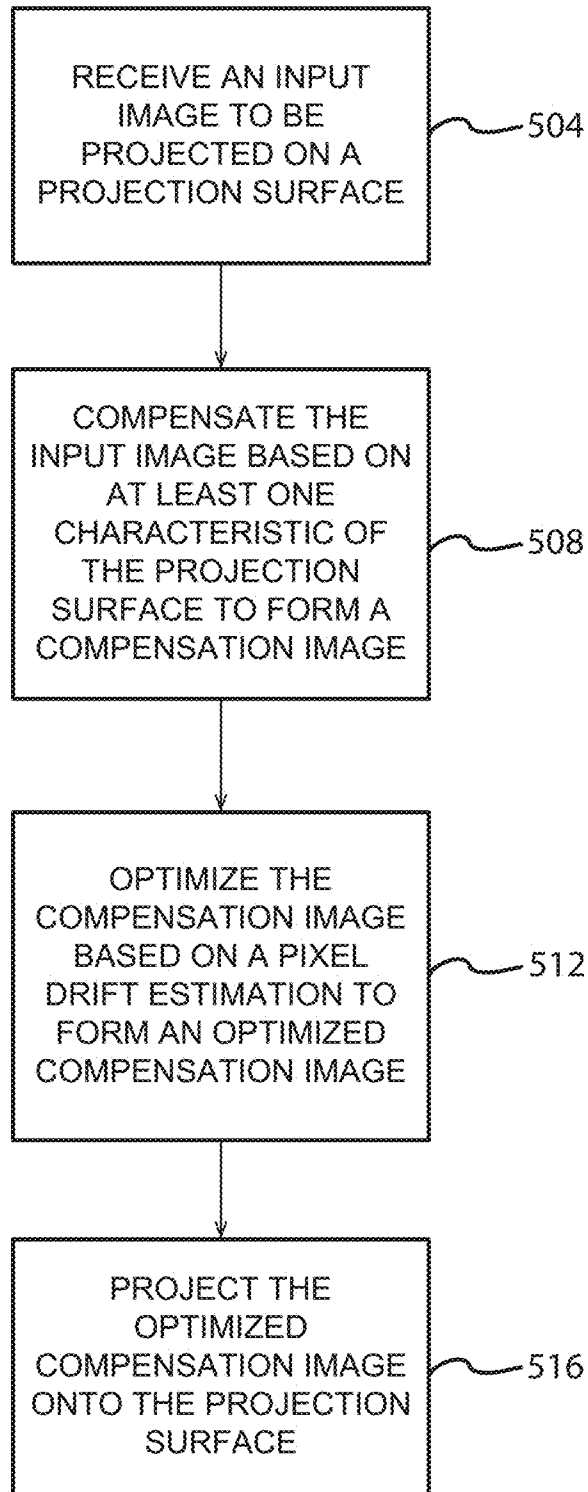 RECEIVE AN INPUT
IMAGE TO BE
PROJECTED ON A
PROJECTION SURFACE
504
COMPENSATE THE
INPUT IMAGE BASED ON
AT LEAST ONE
CHARACTERISTIC OF
THE PROJECTION
SURFACE TO FORM A
COMPENSATION IMAGE
508
OPTIMIZE THE
COMPENSATION IMAGE
BASED ON A PIXEL
DRIFT ESTIMATION TO
FORM AN OPTIMIZED
COMPENSATION IMAGE
512
PROJECT THE
OPTIMIZED
COMPENSATION IMAGE
ONTO THE PROJECTION
SURFACE
516